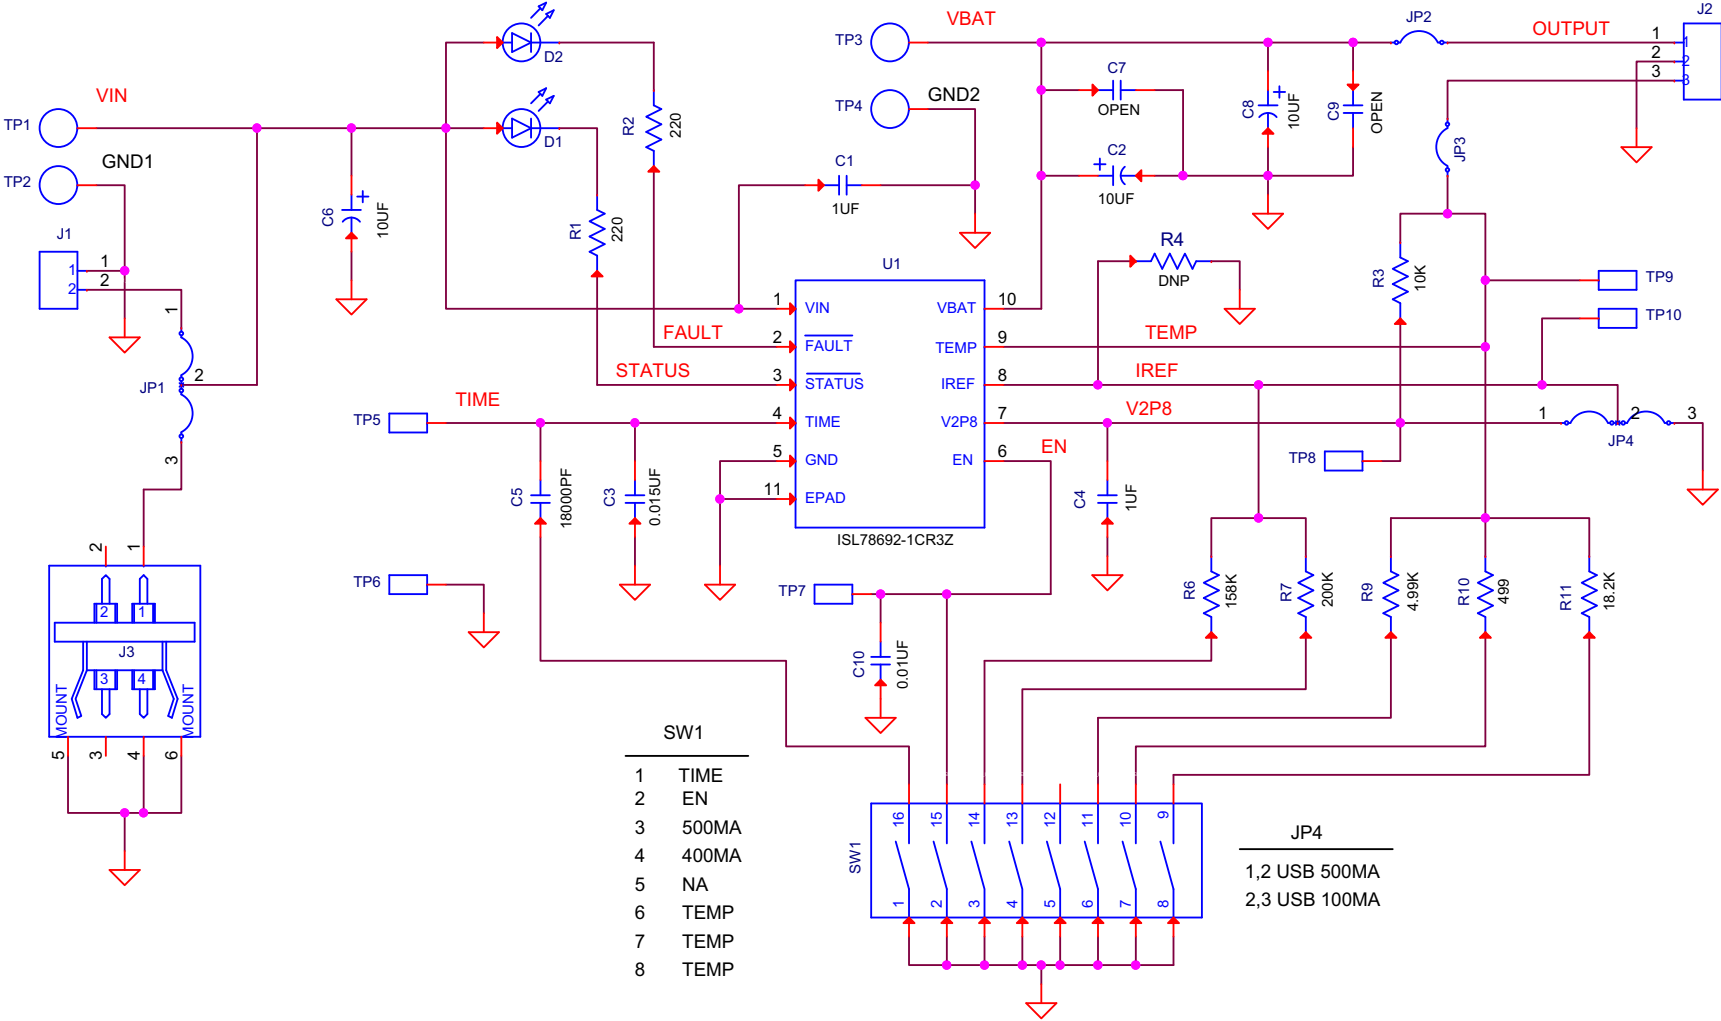 VIN
TP1
GND1
TP2
J1
1
2
1
2
1
2
JP1
3
2
1
2
1
J3
3
4
MOUNT
MOUNT
5
3
4
6
C6
10UF
D2
D1
R2
220
R1
220
FAULT
STATUS
TIME
TP5
TP6
C5
18000PF
C3
0.015UF
VBAT
TP3
TP4
GND2
C1
1UF
C7
OPEN
C2
10UF
C8
10UF
C9
OPEN
JP2
OUTPUT
J2
1
2
3
1
2
3
JP3
R4
DNP
R3
10K
TP9
TP10
U1
1 VIN
2 FAULT
3 STATUS
4 TIME
5 GND
11 EPAD
VBAT 10
TEMP 9
IREF 8
V2P8 7
EN 6
ISL78692-1CR3Z
TEMP
IREF
V2P8
EN
1
2
3
JP4
TP8
C4
1UF
TP7
C10
0.01UF
R6
158K
R7
200K
R9
4.99K
R10
499
R11
18.2K
SW1
1 TIME
2 EN
3 500MA
4 400MA
5 NA
6 TEMP
7 TEMP
8 TEMP
SW1
16 15 14 13 12 11 10 9
1 2 3 4 5 6 7 8
JP4
1,2 USB 500MA
2,3 USB 100MA